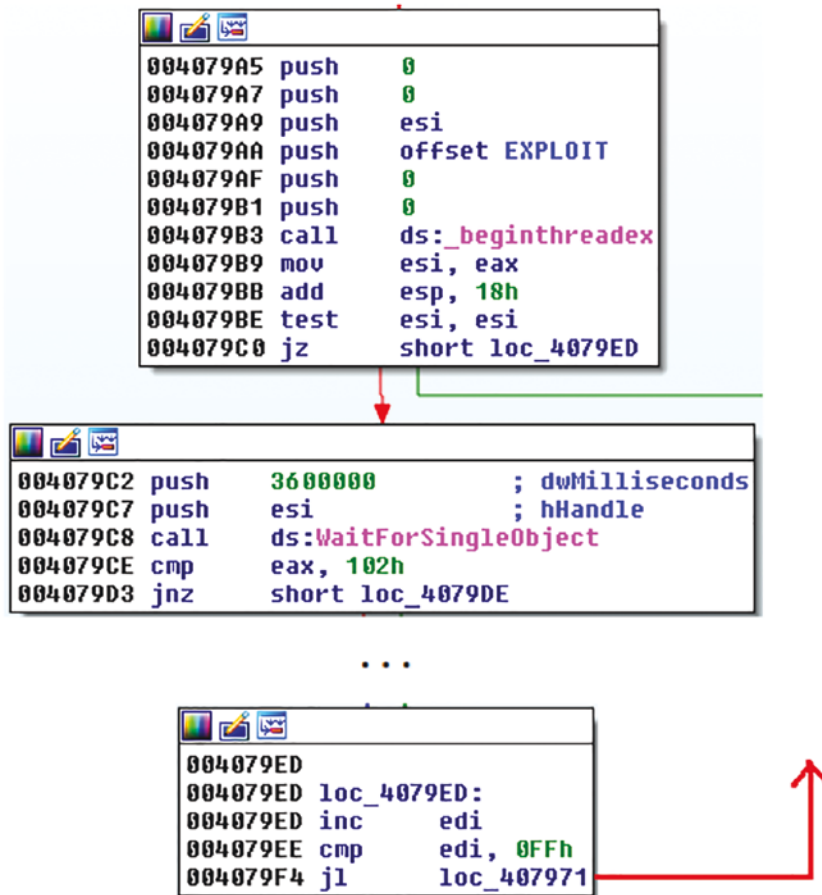 004079A5 push 0
004079A7 push 0
004079A9 push esi
004079AA push offset EXPLOIT
004079AF push 0
004079B1 push 0
004079B3 call ds:_beginthreadex
004079B9 mov esi, eax
004079BB add esp, 18h
004079BE test esi, esi
004079C0 jz short loc_4079ED
004079C2 push 3600000 ; dwMilliseconds
004079C7 push esi ; hHandle
004079C8 call ds:WaitForSingleObject
004079CE cmp eax, 102h
004079D3 jnz short loc_4079DE
...
004079ED
004079ED loc_4079ED:
004079ED inc edi
004079EE cmp edi, 0FFh
004079F4 jl loc_407971